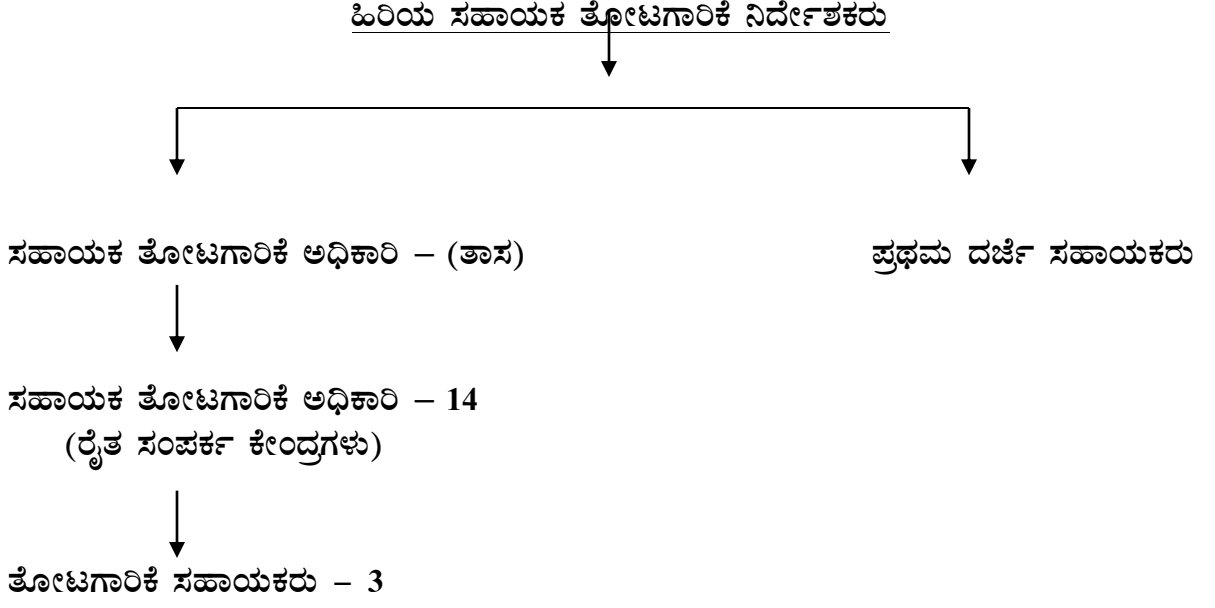 ಹಿರಿಯ ಸಹಾಯಕ ತೋಟಗಾರಿಕೆ ನಿರ್ದೇಶಕರು
ಸಹಾಯಕ ತೋಟಗಾರಿಕೆ ಅಧಿಕಾರಿ – (ತಾಸ)
ಪ್ರಥಮ ದರ್ಜೆ ಸಹಾಯಕರು
ಸಹಾಯಕ ತೋಟಗಾರಿಕೆ ಅಧಿಕಾರಿ – 14
(ರೈತ ಸಂಪರ್ಕ ಕೇಂದ್ರಗಳು)
ತೋಟಗಾರಿಕೆ ಸಹಾಯಕರು – 3